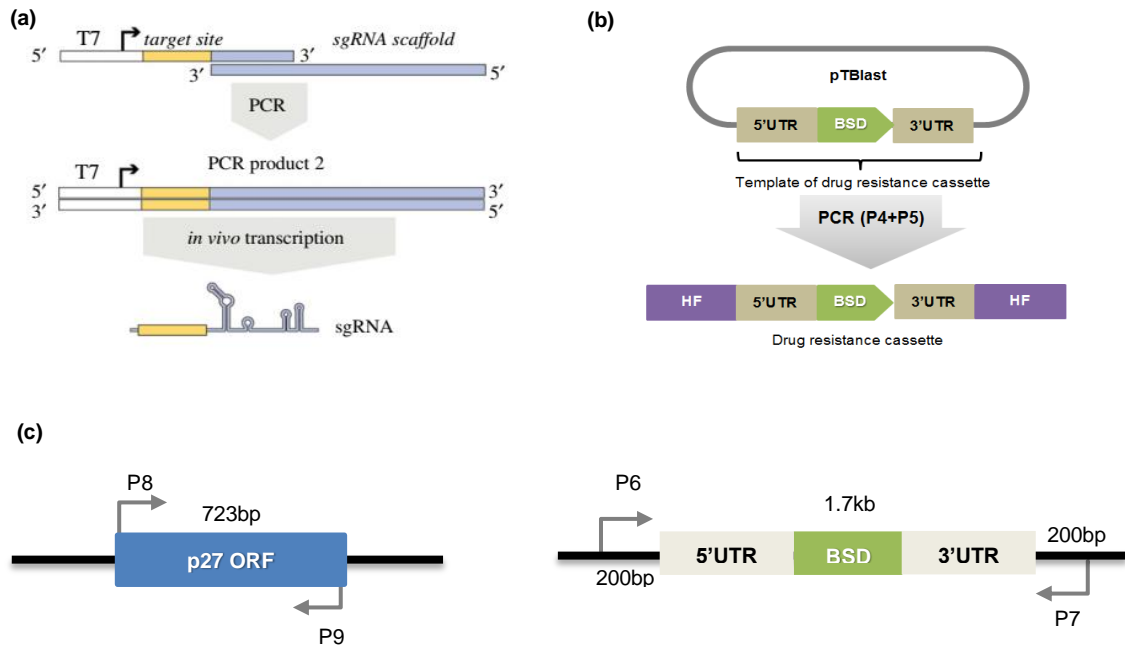 (a)
T7 target site sgRNA scaffold
5′ 3′
3′ 5′
PCR
PCR product 2
T7
5′ 3′
3′ 5′
in vivo transcription
sgRNA
(b)
pTBlast
5'UTR BSD 3'UTR
Template of drug resistance cassette
PCR (P4+P5)
HF 5'UTR BSD 3'UTR HF
Drug resistance cassette
(c)
P8
723bp
p27 ORF
P9
P6
1.7kb
200bp
5'UTR BSD 3'UTR
200bp
P7